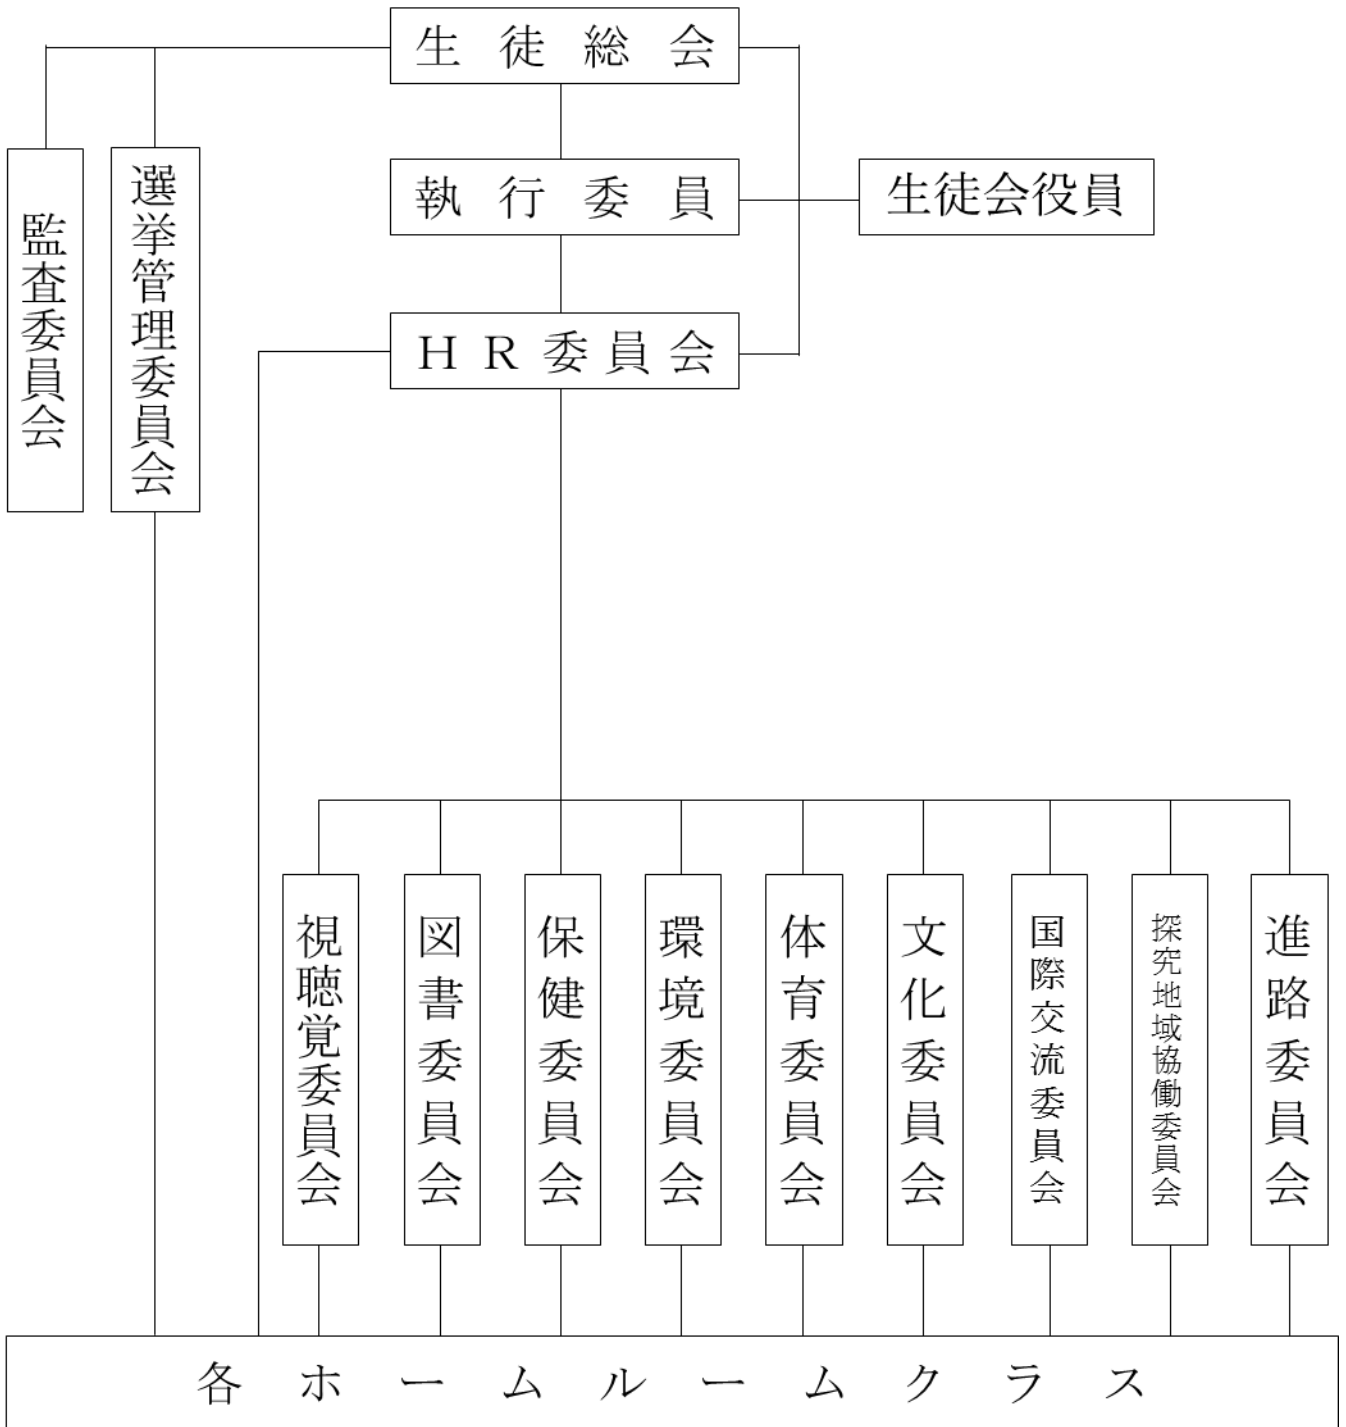 生徒総会
執行委員
生徒会役員
ＨＲ委員会
監査委員会
選挙管理委員会
視聴覚委員会
図書委員会
保健委員会
環境委員会
体育委員会
文化委員会
国際交流委員会
探究地域協働委員会
進路委員会
各ホームルームクラス